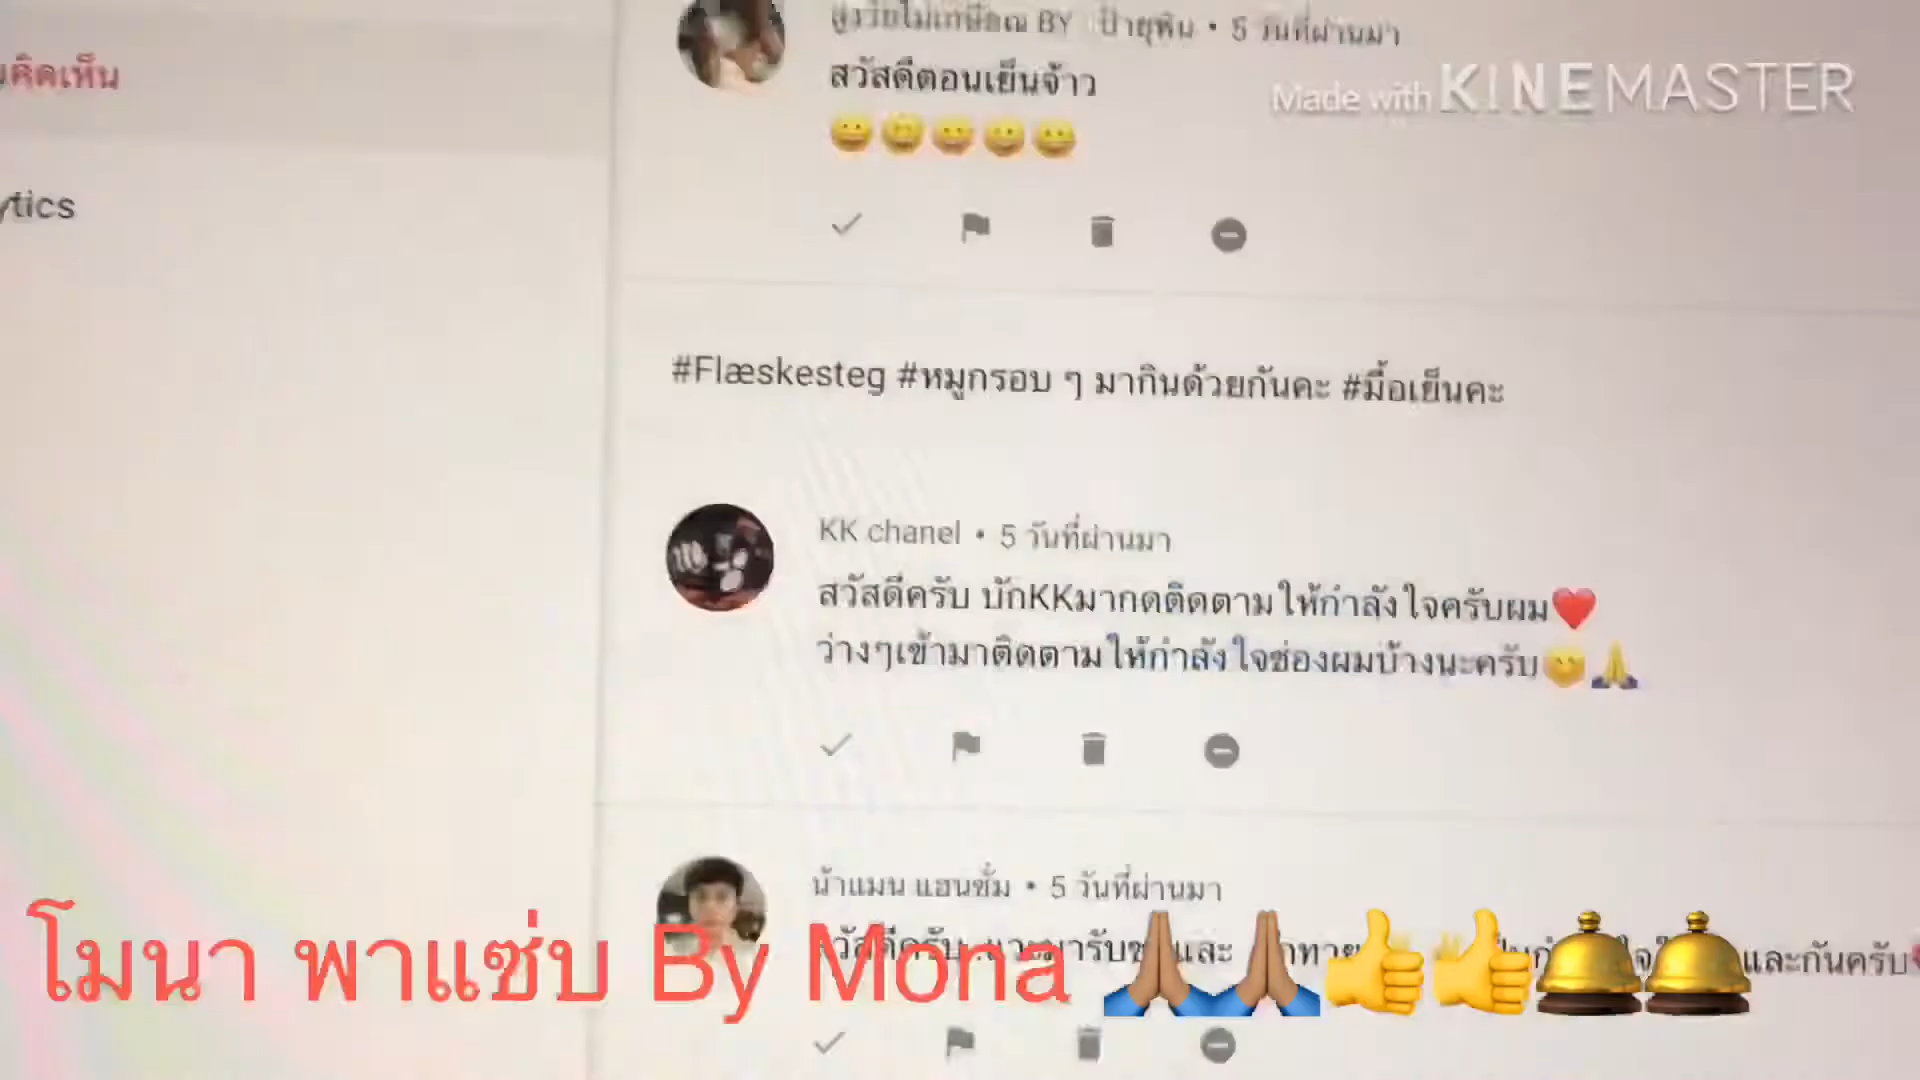 BY ป้ายุพิน • 5 วันที่ผ่านมา
สวัสดีตอนเย็นจ้าว
😀😀😀😀😀
Made with KINEMASTER
คิดเห็น
ytics
#Flæskesteg #หมูกรอบ ๆ มากินด้วยกันคะ #มื้อเย็นคะ
KK chanel • 5 วันที่ผ่านมา
สวัสดีครับ บักKKมากดติดตามให้กำลังใจครับผม❤️
ว่างๆเข้ามาติดตามให้กำลังใจช่องผมบ้างนะครับ😊🙏
น้าแมน แฮนซั่ม • 5 วันที่ผ่านมา
และกันครับ
โมนา พาแซ่บ By Mona 🙏🏽🙏🏽👍👍🛎️🛎️